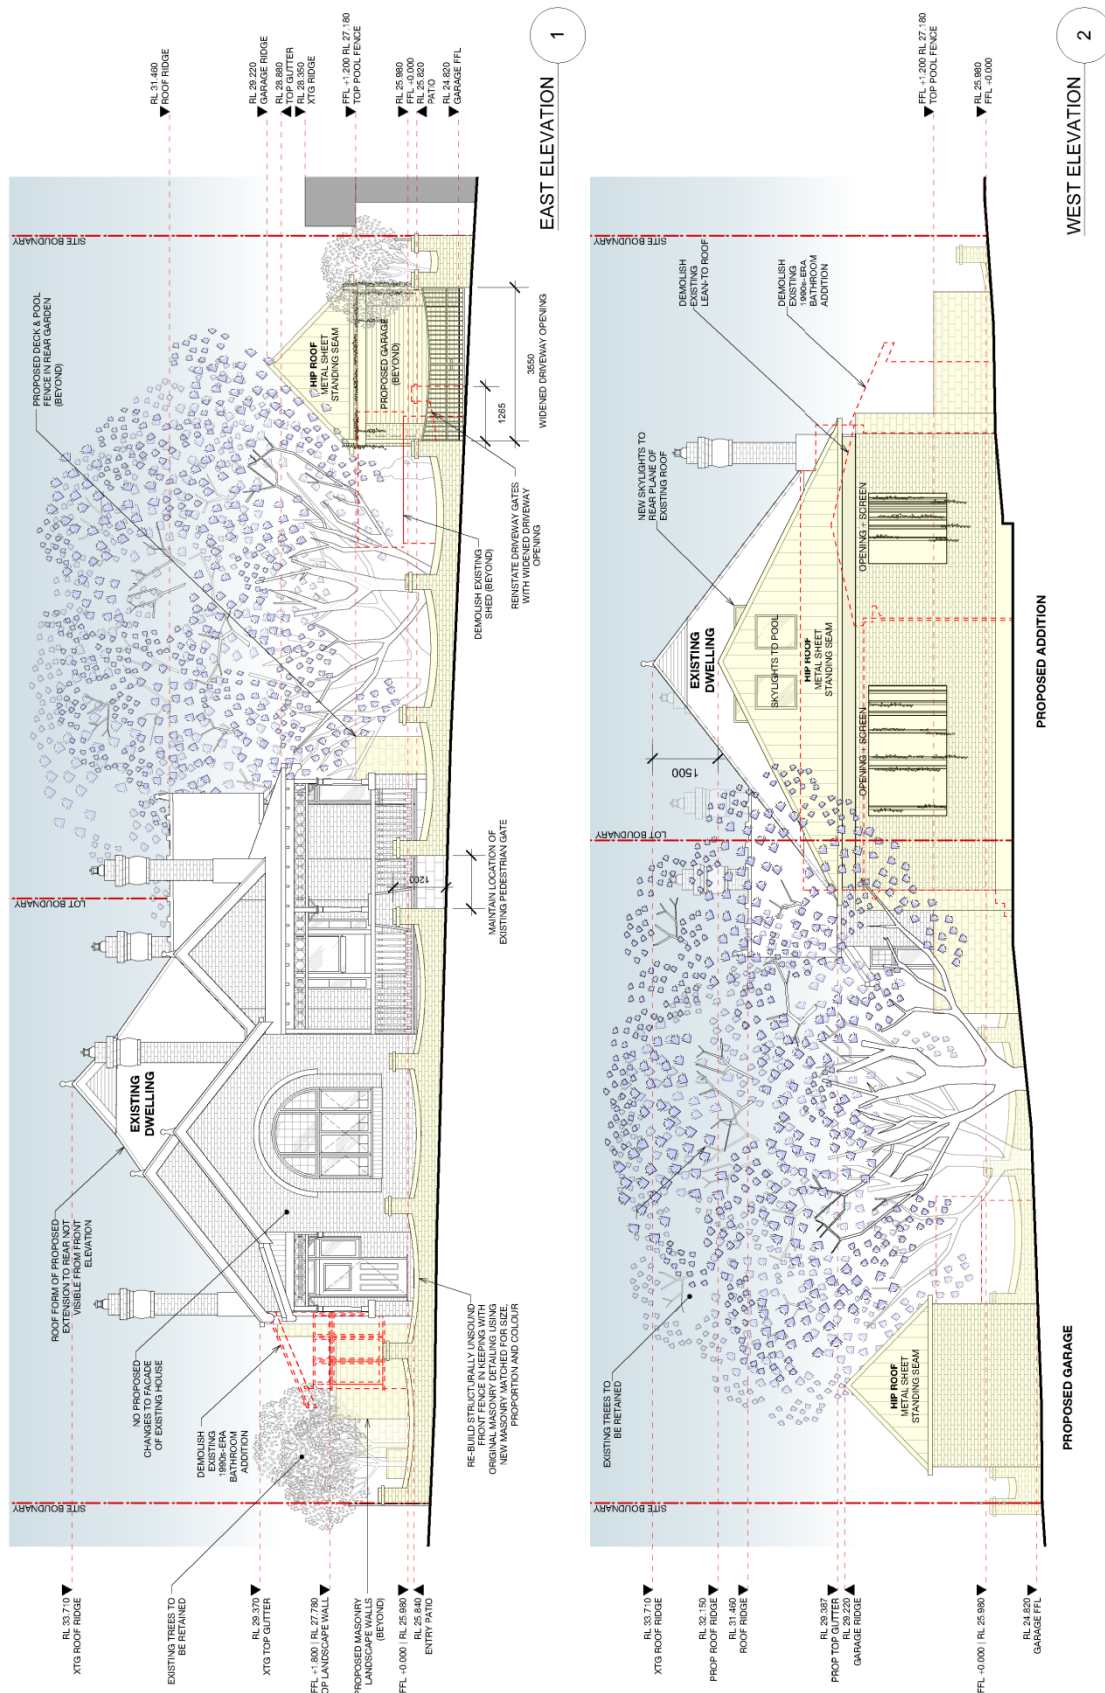 RL 33.710
XTG ROOF RIDGE
EXISTING TREES TO
BE RETAINED
RL 29.370
XTG TOP GUTTER
FFL +1.800 | RL 27.780
TOP LANDSCAPE WALL
PROPOSED MASONRY
LANDSCAPE WALLS
(BEYOND)
FFL +0.000 | RL 25.980
RL 25.840
ENTRY PATIO
SITE BOUDNARY
ROOF FORM OF PROPOSED
EXTENSION TO REAR NOT
VISIBLE FROM FRONT
ELEVATION
NO PROPOSED
CHANGES TO FACADE
OF EXISTING HOUSE
DEMOLISH
EXISTING
1990s-ERA
BATHROOM
ADDITION
RE-BUILD STRUCTURALLY UNSOUND
FRONT FENCE IN KEEPING WITH
ORIGINAL MASONRY DETAILING USING
NEW MASONRY MATCHED FOR SIZE,
PROPORTION AND COLOUR
EXISTING
DWELLING
LOT BOUDNARY
1200
MAINTAIN LOCATION OF
EXISTING PEDESTRIAN GATE
PROPOSED DECK & POOL
FENCE IN REAR GARDEN
(BEYOND)
DEMOLISH EXISTING
SHED (BEYOND)
REINSTATE DRIVEWAY GATES
WITH WIDENED DRIVEWAY
OPENING
HIP ROOF
METAL SHEET
STANDING SEAM
PROPOSED GARAGE
(BEYOND)
1265
3550
WIDENED DRIVEWAY OPENING
SITE BOUDNARY
RL 31.460
ROOF RIDGE
RL 29.220
GARAGE RIDGE
RL 28.880
TOP GUTTER
RL 28.350
XTG RIDGE
FFL +1.200 RL 27.180
TOP POOL FENCE
RL 25.980
FFL +0.000
RL 25.820
PATIO
RL 24.820
GARAGE FFL
EAST ELEVATION
1
RL 33.710
XTG ROOF RIDGE
RL 32.150
PROP ROOF RIDGE
RL 31.460
ROOF RIDGE
RL 29.387
PROP TOP GUTTER
RL 29.220
GARAGE RIDGE
FFL +0.000 | RL 25.980
RL 24.820
GARAGE FFL
SITE BOUDNARY
EXISTING TREES TO
BE RETAINED
HIP ROOF
METAL SHEET
STANDING SEAM
PROPOSED GARAGE
LOT BOUDNARY
1500
EXISTING
DWELLING
SKYLIGHTS TO POOL
HIP ROOF
METAL SHEET
STANDING SEAM
OPENING + SCREEN
OPENING + SCREEN
NEW SKYLIGHTS TO
REAR PLANE OF
EXISTING ROOF
DEMOLISH
EXISTING
LEAN-TO ROOF
DEMOLISH
EXISTING
1990s-ERA
BATHROOM
ADDITION
PROPOSED ADDITION
SITE BOUDNARY
FFL +1.200 RL 27.180
TOP POOL FENCE
RL 25.980
FFL +0.000
WEST ELEVATION
2